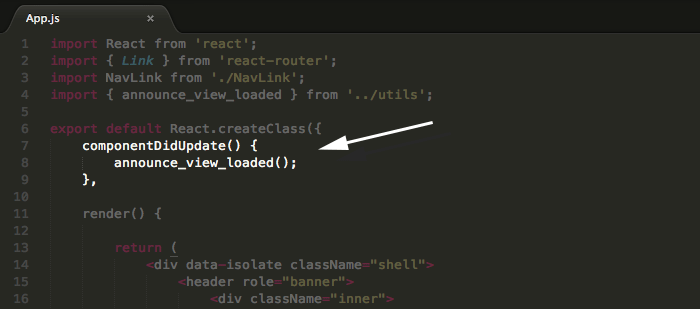 App.js ×
1 import React from 'react';
2 import { Link } from 'react-router';
3 import NavLink from './NavLink';
4 import { announce_view_loaded } from '../utils';
5
6 export default React.createClass({
7 componentDidUpdate() {
8 announce_view_loaded();
9 },
10
11 render() {
12
13 return (
14 <div data-isolate className="shell">
15 <header role="banner">
16 <div className="inner">